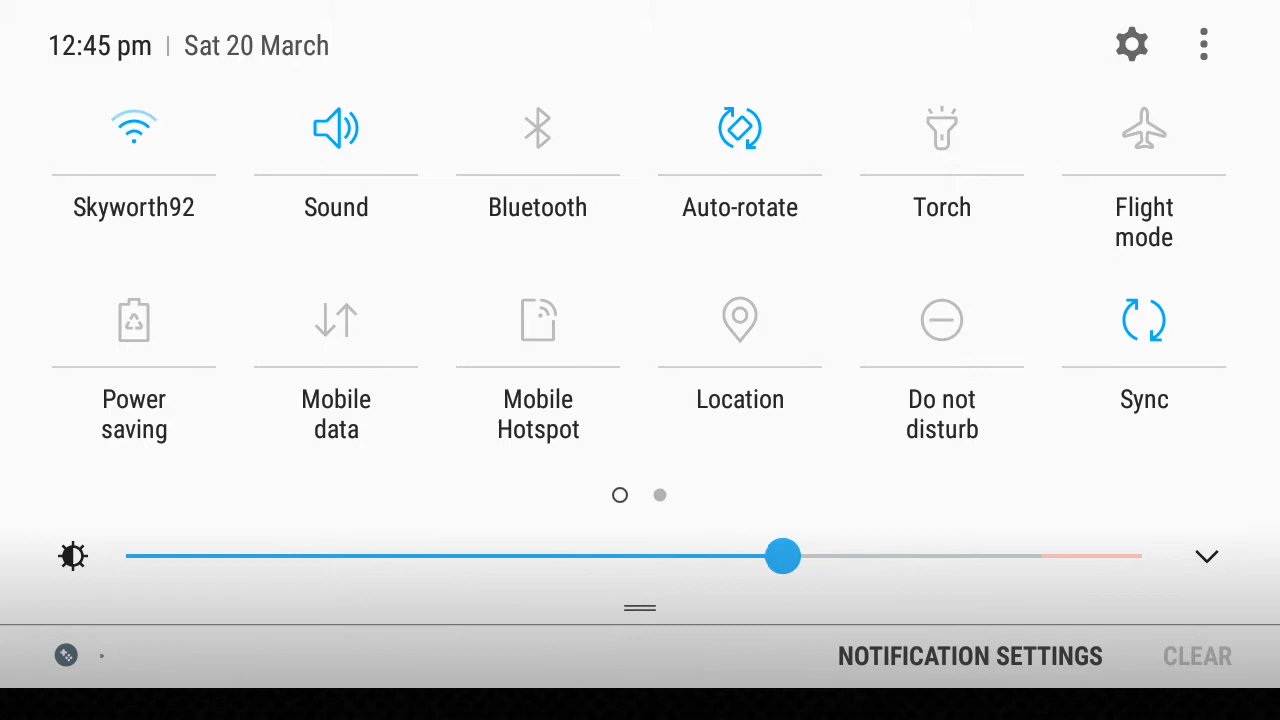 12:45 pm | Sat 20 March
Skyworth92
Sound
Bluetooth
Auto-rotate
Torch
Flight
mode
Power
saving
Mobile
data
Mobile
Hotspot
Location
Do not
disturb
Sync
NOTIFICATION SETTINGS
CLEAR